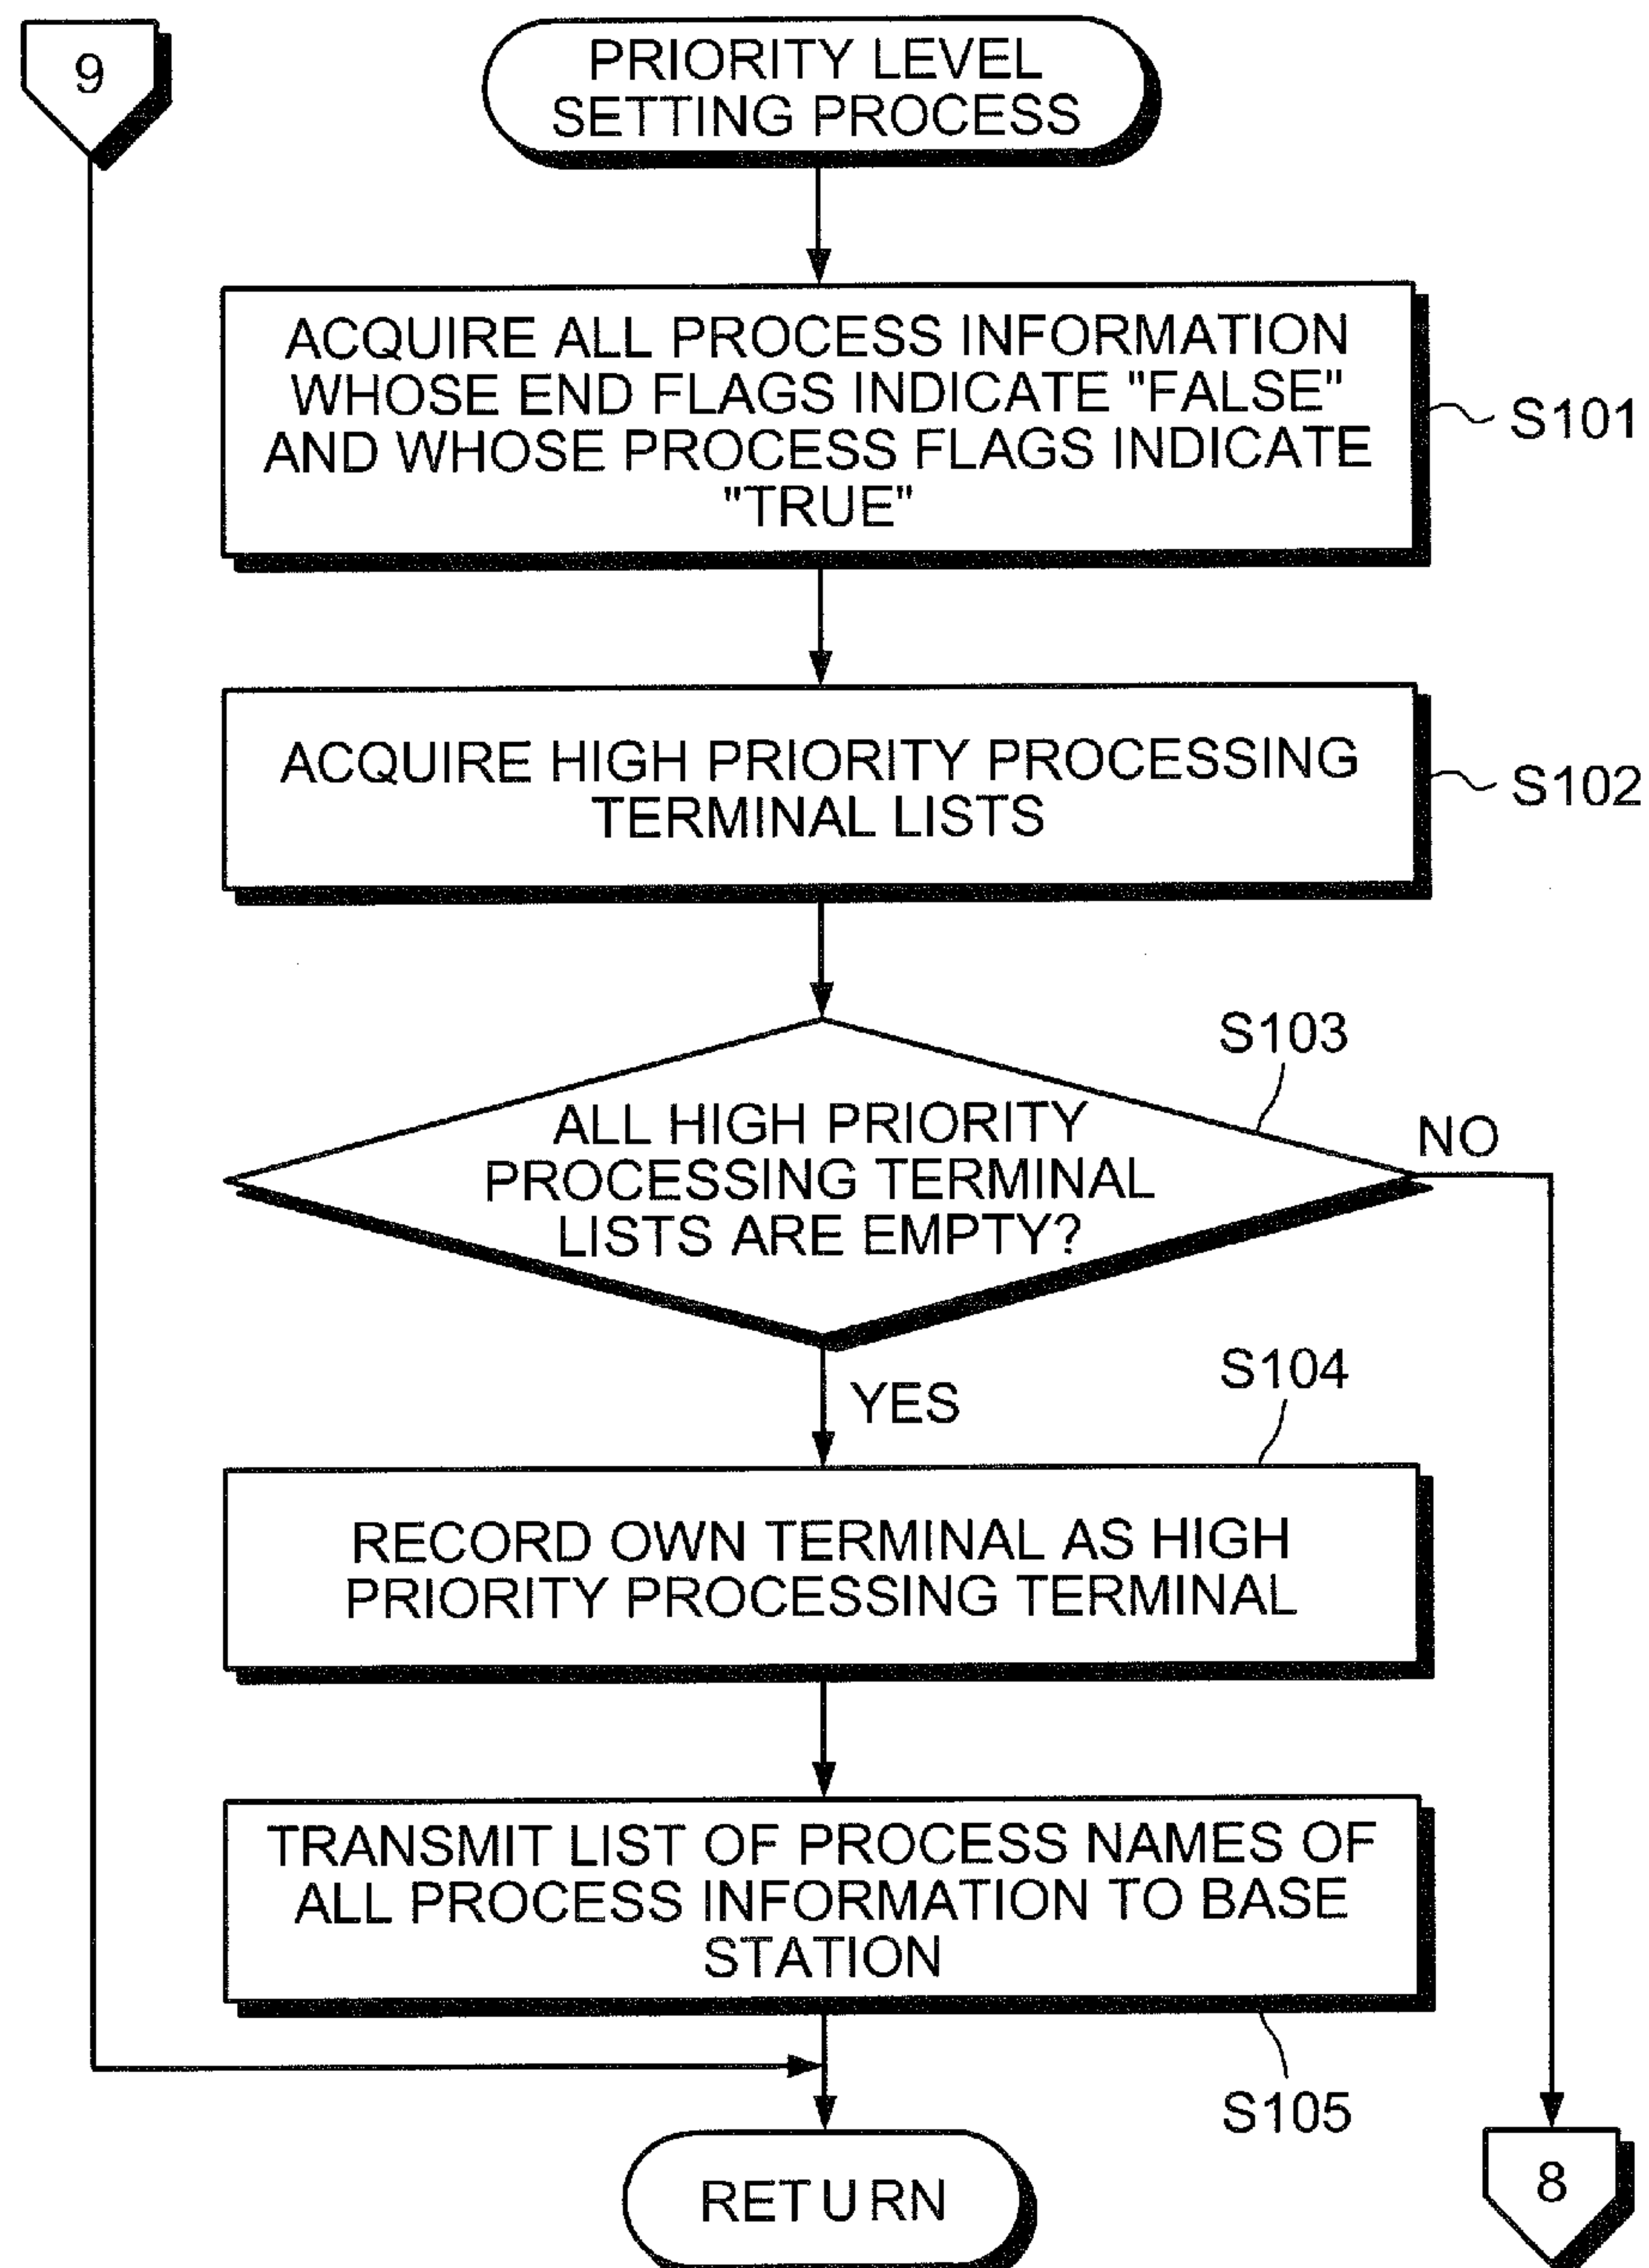 9
PRIORITY LEVEL
SETTING PROCESS
ACQUIRE ALL PROCESS INFORMATION
WHOSE END FLAGS INDICATE "FALSE"
AND WHOSE PROCESS FLAGS INDICATE
"TRUE"
S101
ACQUIRE HIGH PRIORITY PROCESSING
TERMINAL LISTS
S102
S103
ALL HIGH PRIORITY
PROCESSING TERMINAL
LISTS ARE EMPTY?
NO
YES
S104
RECORD OWN TERMINAL AS HIGH
PRIORITY PROCESSING TERMINAL
TRANSMIT LIST OF PROCESS NAMES OF
ALL PROCESS INFORMATION TO BASE
STATION
S105
RETURN
8